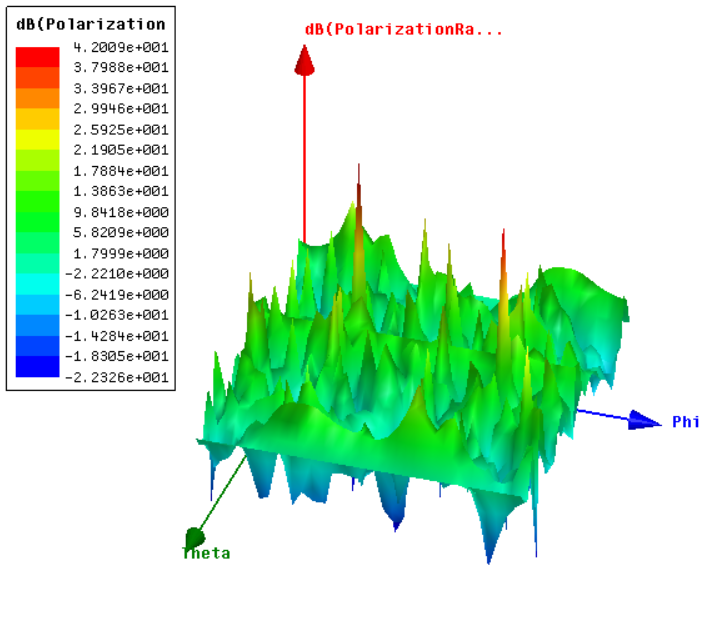 dB(Polarization
4.2009e+001
3.7988e+001
3.3967e+001
2.9946e+001
2.5925e+001
2.1905e+001
1.7884e+001
1.3863e+001
9.8418e+000
5.8209e+000
1.7999e+000
-2.2210e+000
-6.2419e+000
-1.0263e+001
-1.4284e+001
-1.8305e+001
-2.2326e+001
dB(PolarizationRa...
Phi
Theta